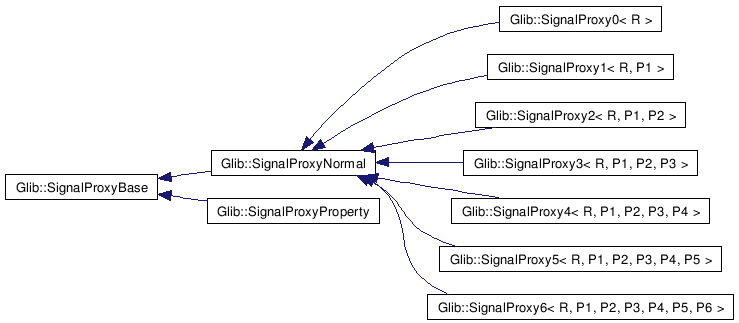 Glib::SignalProxy0< R >
Glib::SignalProxy1< R, P1 >
Glib::SignalProxy2< R, P1, P2 >
Glib::SignalProxyNormal
Glib::SignalProxy3< R, P1, P2, P3 >
Glib::SignalProxyBase
Glib::SignalProxyProperty
Glib::SignalProxy4< R, P1, P2, P3, P4 >
Glib::SignalProxy5< R, P1, P2, P3, P4, P5 >
Glib::SignalProxy6< R, P1, P2, P3, P4, P5, P6 >